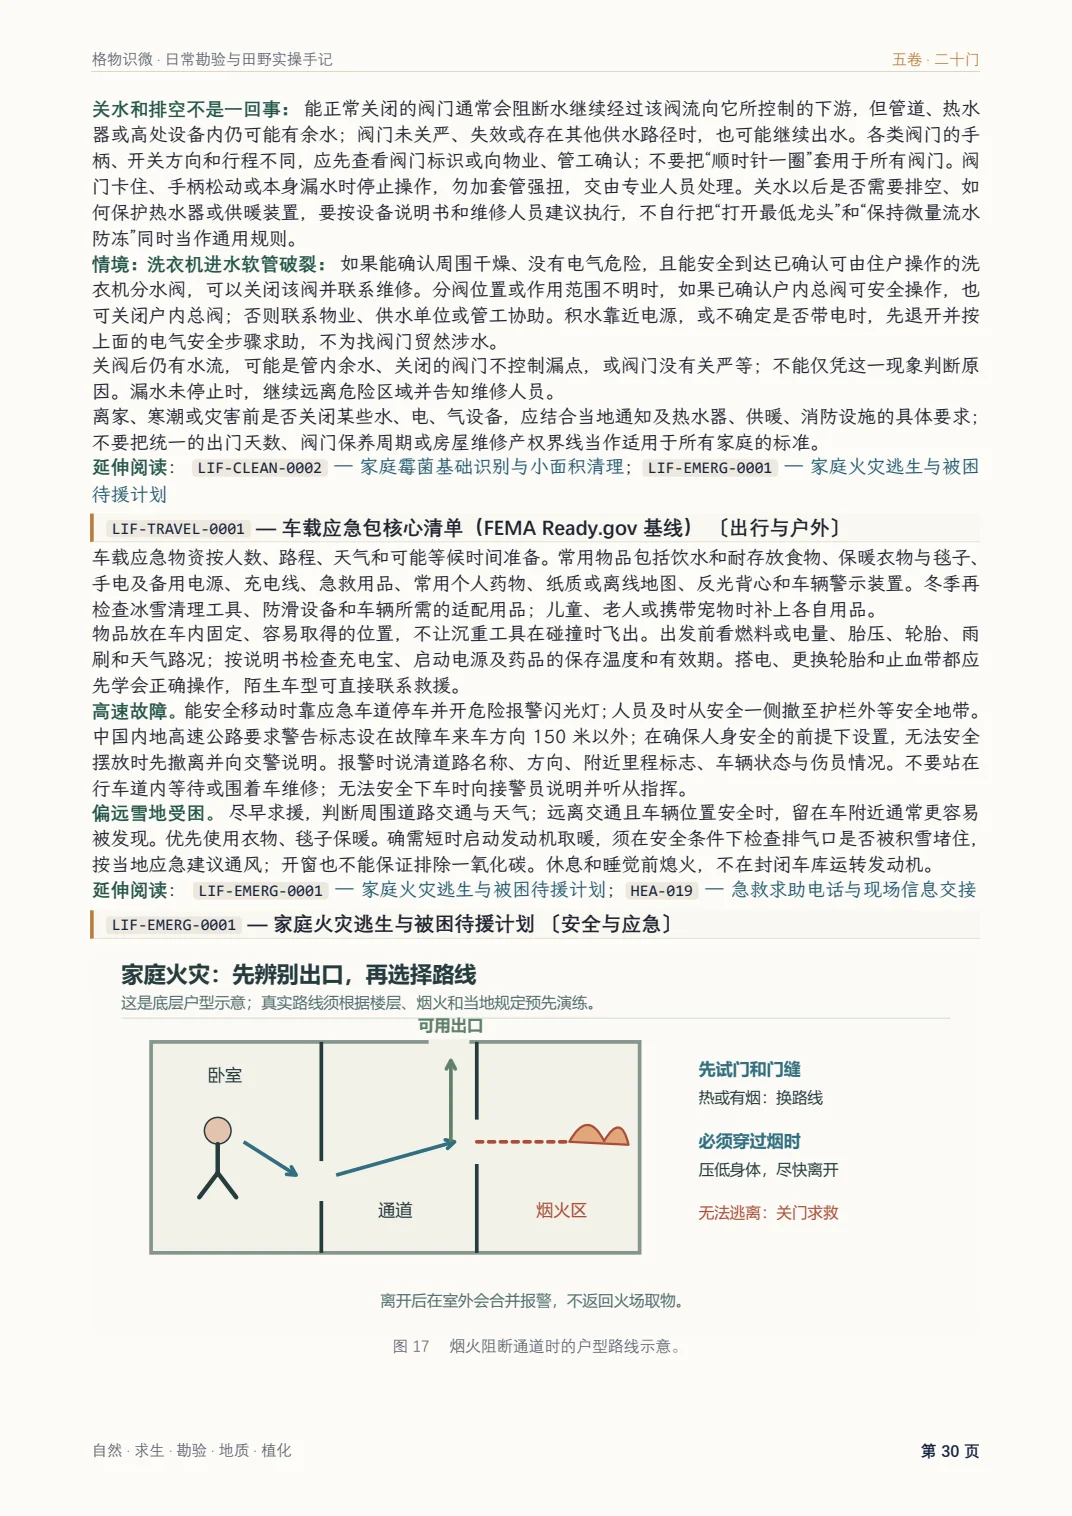 格物识微 · 日常勘验与田野实操手记
五卷 · 二十门
关水和排空不是一回事： 能正常关闭的阀门通常会阻断水继续经过该阀流向它所控制的下游，但管道、热水
器或高处设备内仍可能有余水；阀门未关严、失效或存在其他供水路径时，也可能继续出水。各类阀门的手
柄、开关方向和行程不同，应先查看阀门标识或向物业、管工确认；不要把“顺时针一圈”套用于所有阀门。阀
门卡住、手柄松动或本身漏水时停止操作，勿加套管强扭，交由专业人员处理。关水以后是否需要排空、如
何保护热水器或供暖装置，要按设备说明书和维修人员建议执行，不自行把“打开最低龙头”和“保持微量流水
防冻”同时当作通用规则。
情境：洗衣机进水软管破裂： 如果能确认周围干燥、没有电气危险，且能安全到达已确认可由住户操作的洗
衣机分水阀，可以关闭该阀并联系维修。分阀位置或作用范围不明时，如果已确认户内总阀可安全操作，也
可关闭户内总阀；否则联系物业、供水单位或管工协助。积水靠近电源，或不确定是否带电时，先退开并按
上面的电气安全步骤求助，不为找阀门贸然涉水。
关阀后仍有水流，可能是管内余水、关闭的阀门不控制漏点，或阀门没有关严等；不能仅凭这一现象判断原
因。漏水未停止时，继续远离危险区域并告知维修人员。
离家、寒潮或灾害前是否关闭某些水、电、气设备，应结合当地通知及热水器、供暖、消防设施的具体要求；
不要把统一的出门天数、阀门保养周期或房屋维修产权界线当作适用于所有家庭的标准。
延伸阅读： LIF-CLEAN-0002 — 家庭霉菌基础识别与小面积清理；LIF-EMERG-0001 — 家庭火灾逃生与被困
待援计划
LIF-TRAVEL-0001 — 车载应急包核心清单（FEMA Ready.gov 基线）〔出行与户外〕
车载应急物资按人数、路程、天气和可能等候时间准备。常用物品包括饮水和耐存放食物、保暖衣物与毯子、
手电及备用电源、充电线、急救用品、常用个人药物、纸质或离线地图、反光背心和车辆警示装置。冬季再
检查冰雪清理工具、防滑设备和车辆所需的适配用品；儿童、老人或携带宠物时补上各自用品。
物品放在车内固定、容易取得的位置，不让沉重工具在碰撞时飞出。出发前看燃料或电量、胎压、轮胎、雨
刷和天气路况；按说明书检查充电宝、启动电源及药品的保存温度和有效期。搭电、更换轮胎和止血带都应
先学会正确操作，陌生车型可直接联系救援。
高速故障。能安全移动时靠应急车道停车并开危险报警闪光灯；人员及时从安全一侧撤至护栏外等安全地带。
中国内地高速公路要求警告标志设在故障车来车方向 150 米以外；在确保人身安全的前提下设置，无法安全
摆放时先撤离并向交警说明。报警时说清道路名称、方向、附近里程标志、车辆状态与伤员情况。不要站在
行车道内等待或围着车维修；无法安全下车时向接警员说明并听从指挥。
偏远雪地受困。 尽早求援，判断周围道路交通与天气；远离交通且车辆位置安全时，留在车附近通常更容易
被发现。优先使用衣物、毯子保暖。确需短时启动发动机取暖，须在安全条件下检查排气口是否被积雪堵住，
按当地应急建议通风；开窗也不能保证排除一氧化碳。休息和睡觉前熄火，不在封闭车库运转发动机。
延伸阅读： LIF-EMERG-0001 — 家庭火灾逃生与被困待援计划；HEA-019 — 急救求助电话与现场信息交接
LIF-EMERG-0001 — 家庭火灾逃生与被困待援计划 〔安全与应急〕
家庭火灾：先辨别出口，再选择路线
这是底层户型示意；真实路线须根据楼层、烟火和当地规定预先演练。
可用出口
卧室
通道
烟火区
先试门和门缝
热或有烟：换路线
必须穿过烟时
压低身体，尽快离开
无法逃离：关门求救
离开后在室外会合并报警，不返回火场取物。
图 17 烟火阻断通道时的户型路线示意。
自然 · 求生 · 勘验 · 地质 · 植化
第 30 页